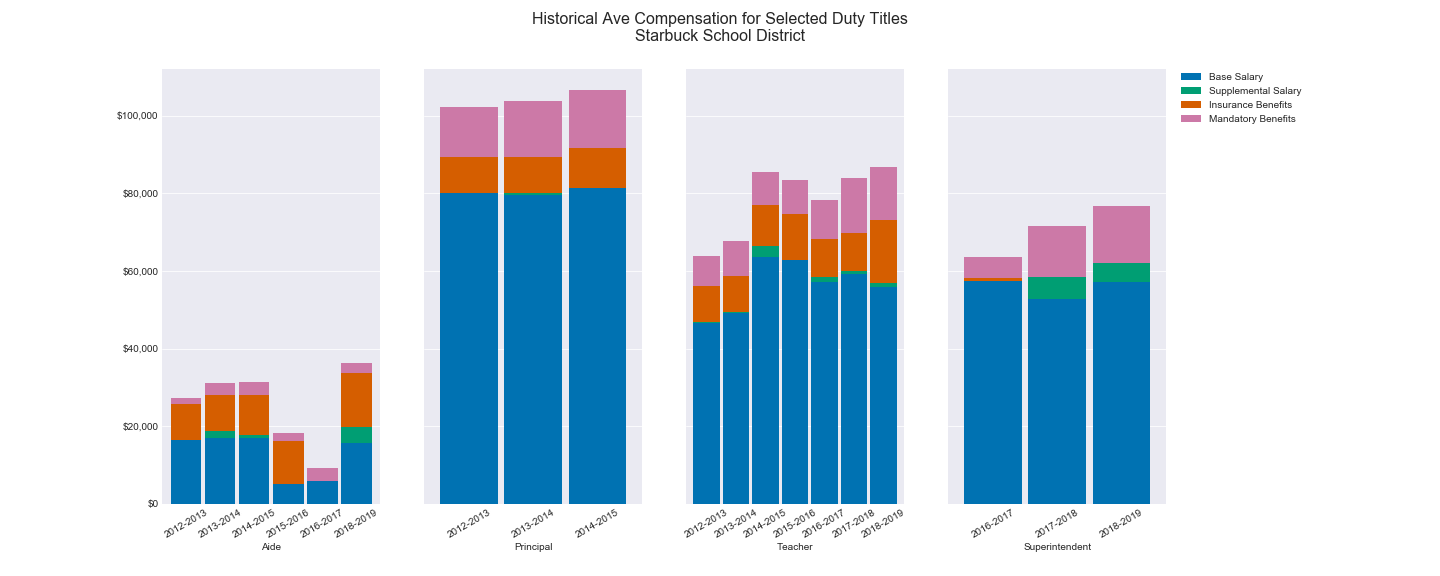 Historical Ave Compensation for Selected Duty Titles
Starbuck School District
Base Salary
Supplemental Salary
Insurance Benefits
Mandatory Benefits
$100,000
$80,000
$60,000
$40,000
$20,000
$0
2012-2013
2013-2014
2014-2015
2015-2016
2016-2017
2018-2019
Aide
2012-2013
2013-2014
2014-2015
Principal
2012-2013
2013-2014
2014-2015
2015-2016
2016-2017
2017-2018
2018-2019
Teacher
2016-2017
2017-2018
2018-2019
Superintendent